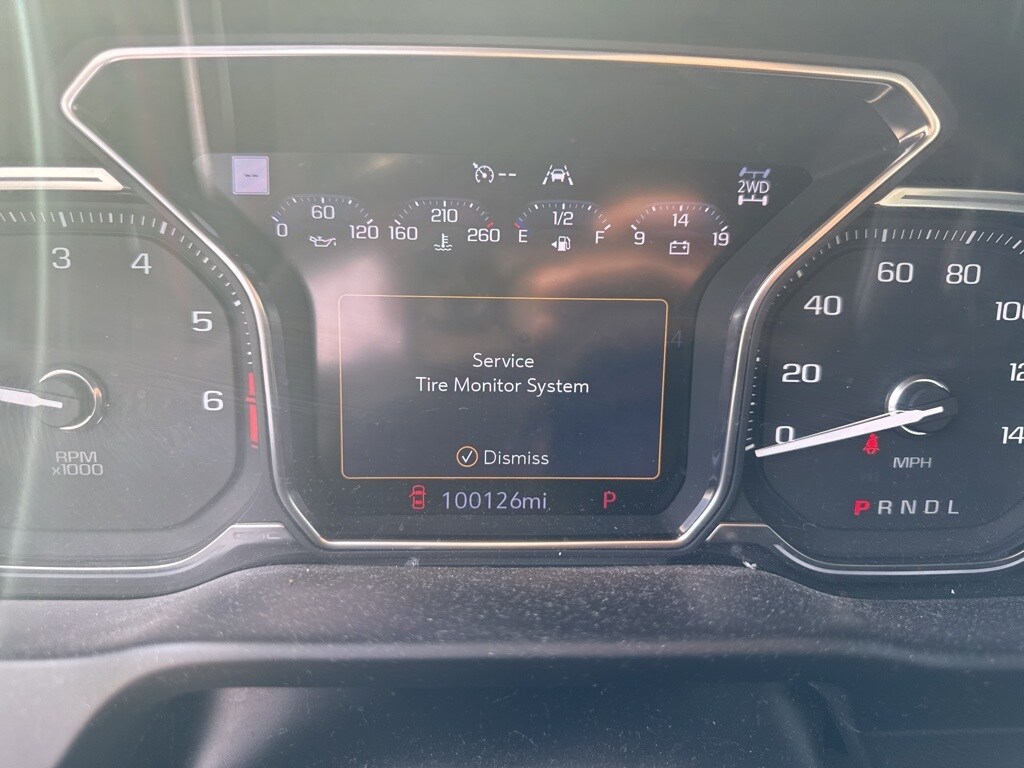 --
2WD
0 60 120
160 210 260
E 1/2 F
9 14 19
3 4 5 6
RPM
x1000
Service
Tire Monitor System
Dismiss
100126mi P
0 20 40 60 80
MPH
P R N D L